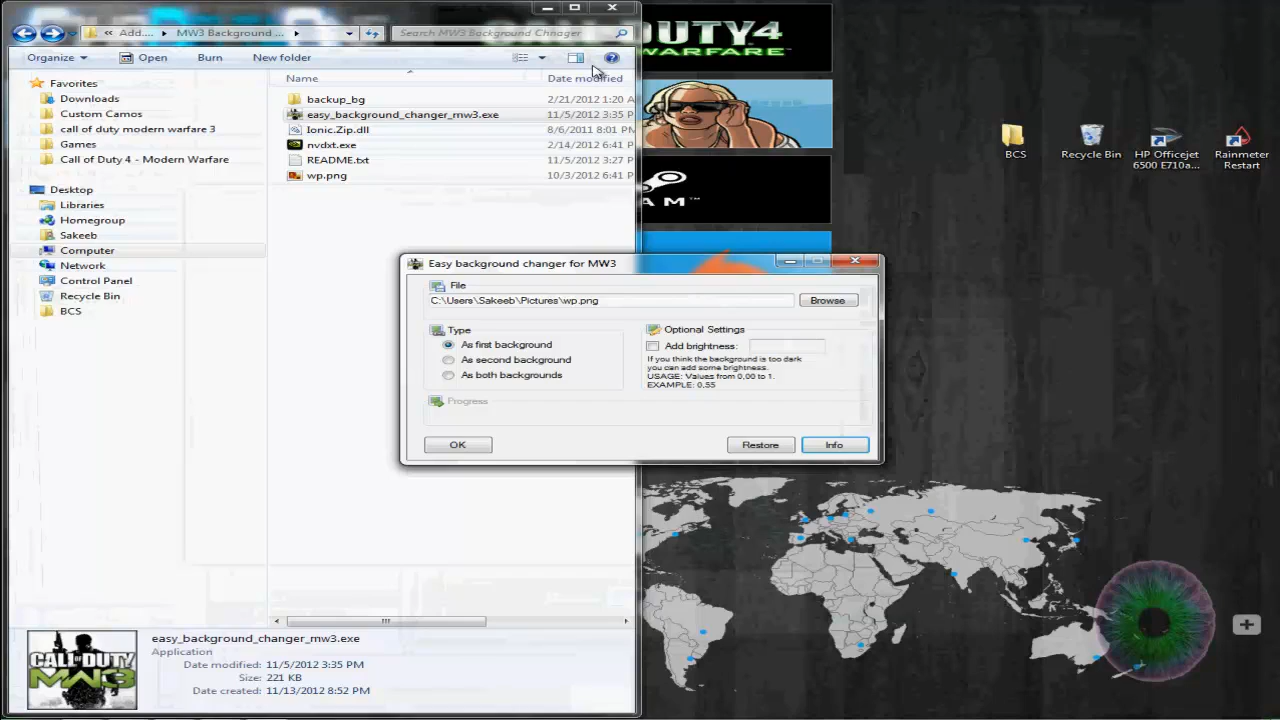 Add....
MW3 Background ...
Search MW3 Background Chnager
Organize
Open
Burn
New folder
Name
Date modified
Favorites
Downloads
Custom Camos
call of duty modern warfare 3
Games
Call of Duty 4 - Modern Warfare
Desktop
Libraries
Homegroup
Sakeeb
Computer
Network
Control Panel
Recycle Bin
BCS
backup_bg
2/21/2012 1:20 A
easy_background_changer_mw3.exe
11/5/2012 3:35 P
Ionic.Zip.dll
8/6/2011 8:01 PM
nvdxt.exe
2/14/2012 6:41 P
README.txt
11/5/2012 3:27 P
wp.png
10/3/2012 6:41 P
DUTY4
WARFARE
AM™
BCS
Recycle Bin
HP Officejet
6500 E710a...
Rainmeter
Restart
Easy background changer for MW3
File
C:\Users\Sakeeb\Pictures\wp.png
Browse
Type
As first background
As second background
As both backgrounds
Optional Settings
Add brightness:
If you think the background is too dark
you can add some brightness.
USAGE: Values from 0,00 to 1.
EXAMPLE: 0.55
Progress
OK
Restore
Info
CALL OF DUTY
MW3
easy_background_changer_mw3.exe
Application
Date modified: 11/5/2012 3:35 PM
Size: 221 KB
Date created: 11/13/2012 8:52 PM